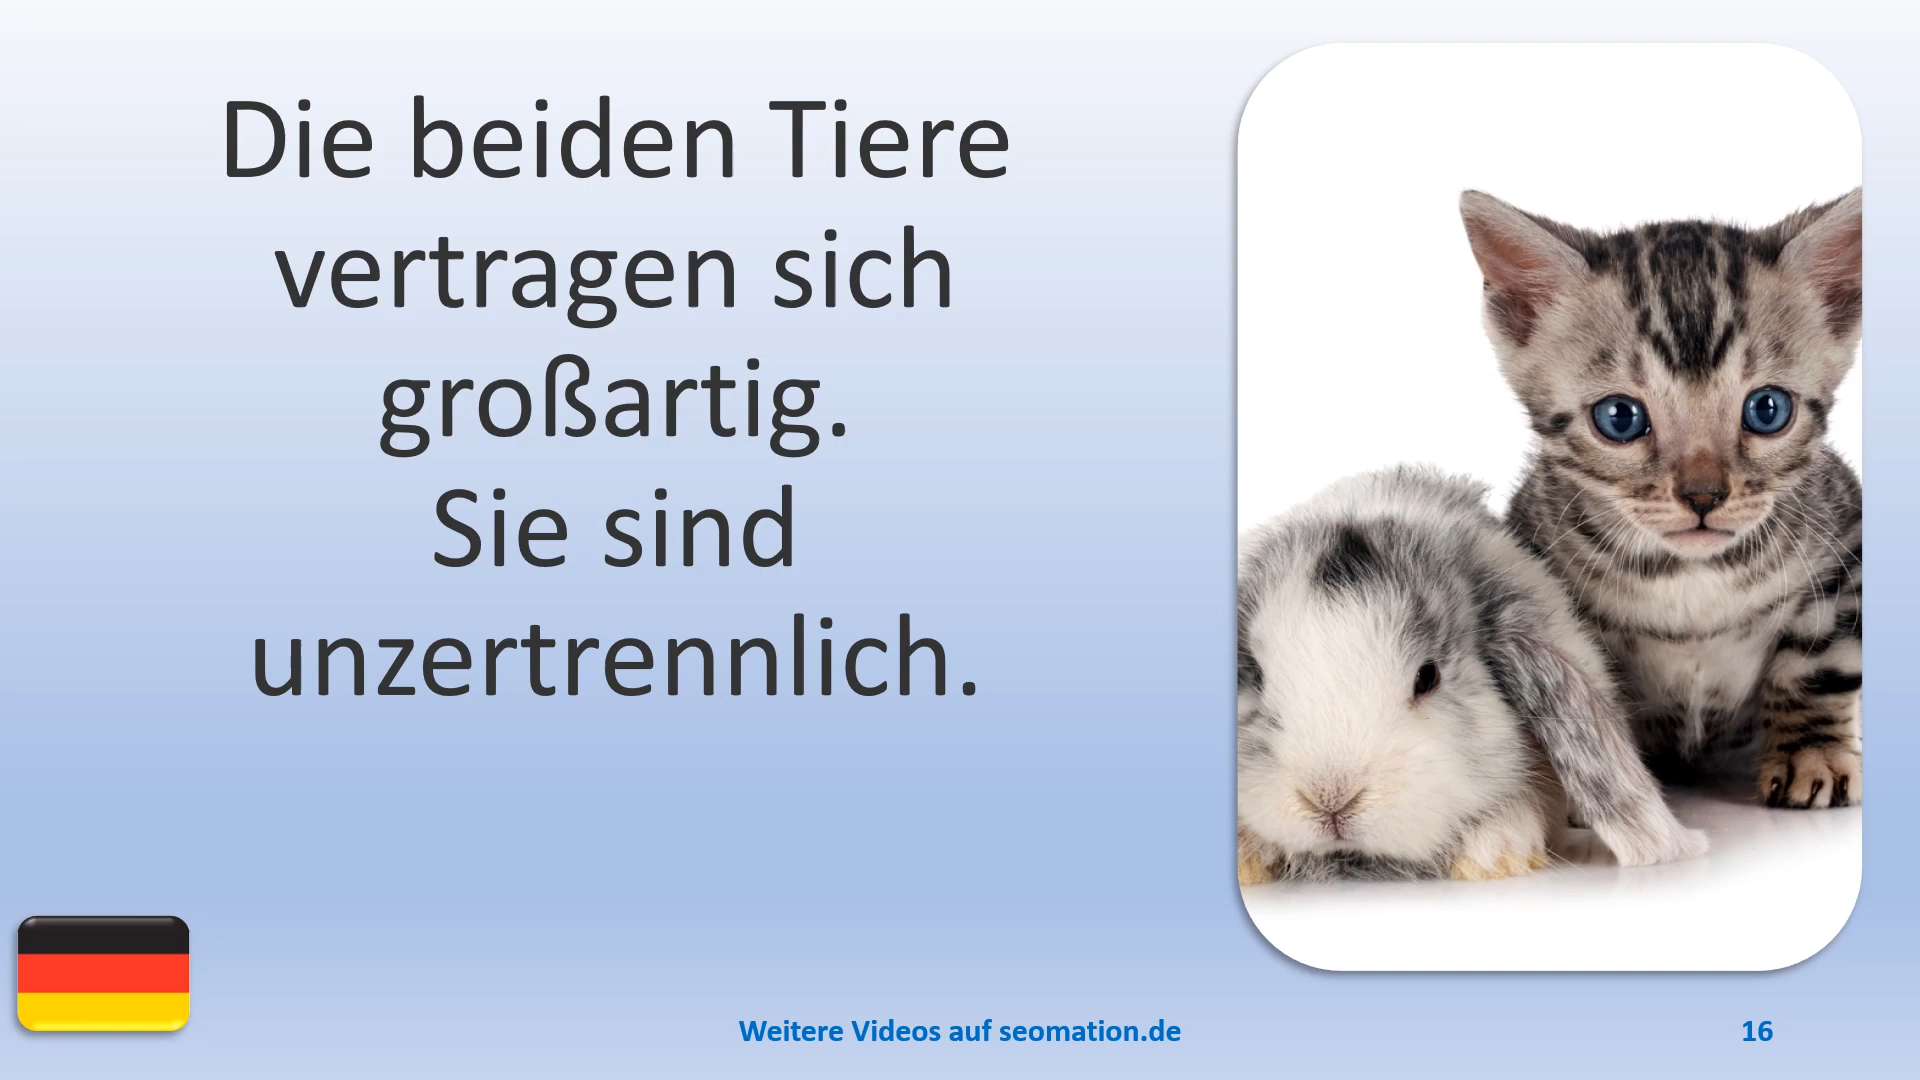 Die beiden Tiere
vertragen sich
großartig.
Sie sind
unzertrennlich.
Weitere Videos auf seomation.de
16